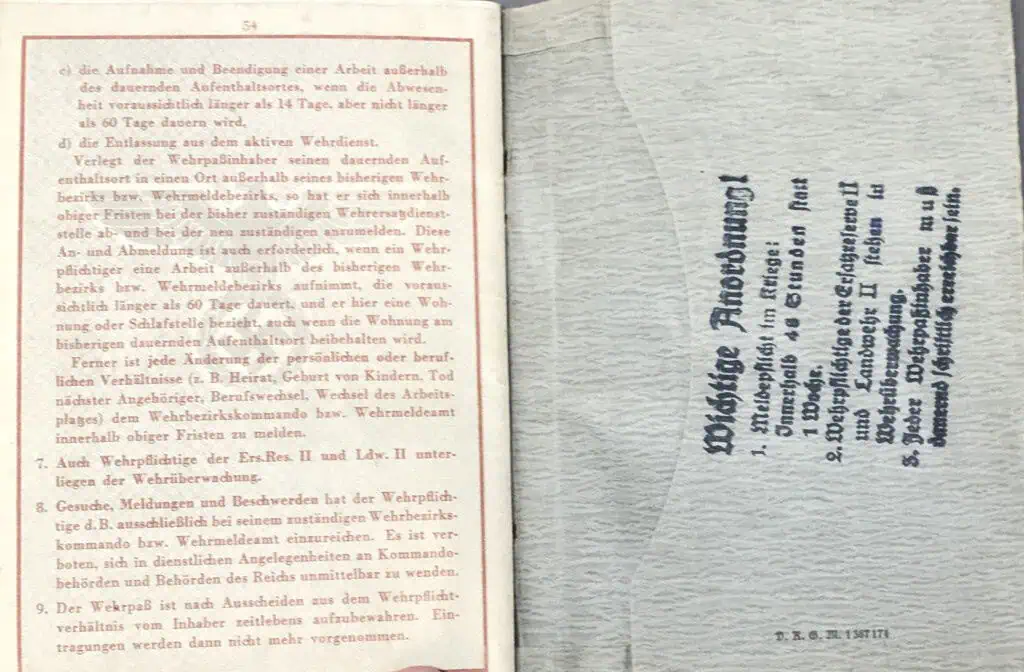 54
c) die Aufnahme und Beendigung einer Arbeit außerhalb
des dauernden Aufenthaltsortes, wenn die Abwesen-
heit voraussichtlich länger als 14 Tage, aber nicht länger
als 60 Tage dauern wird,
d) die Entlassung aus dem aktiven Wehrdienst.
Verlegt der Wehrpaßinhaber seinen dauernden Auf-
enthaltsort in einen Ort außerhalb seines bisherigen Wehr-
bezirks bzw. Wehrmeldebezirks, so hat er sich innerhalb
obiger Fristen bei der bisher zuständigen Wehrersatzdienst-
stelle ab- und bei der neu zuständigen anzumelden. Diese
An- und Abmeldung ist auch erforderlich, wenn ein Wehr-
pflichtiger eine Arbeit außerhalb des bisherigen Wehr-
bezirks bzw. Wehrmeldebezirks aufnimmt, die voraus-
sichtlich länger als 60 Tage dauert, und er hier eine Woh-
nung oder Schlafstelle bezieht, auch wenn die Wohnung am
bisherigen dauernden Aufenthaltsort beibehalten wird.
Ferner ist jede Änderung der persönlichen oder beruf-
lichen Verhältnisse (z. B. Heirat, Geburt von Kindern, Tod
nächster Angehöriger, Berufswechsel, Wechsel des Arbeits-
platzes) dem Wehrbezirkskommando bzw. Wehrmeldeamt
innerhalb obiger Fristen zu melden.
7. Auch Wehrpflichtige der Ers.Res. II und Ldw. II unter-
liegen der Wehrüberwachung.
8. Gesuche, Meldungen und Beschwerden hat der Wehrpflich-
tige d. B. ausschließlich bei seinem zuständigen Wehrbezirks-
kommando bzw. Wehrmeldeamt einzureichen. Es ist ver-
boten, sich in dienstlichen Angelegenheiten an Kommando-
behörden und Behörden des Reichs unmittelbar zu wenden.
9. Der Wehrpaß ist nach Ausscheiden aus dem Wehrpflicht-
verhältnis vom Inhaber zeitlebens aufzubewahren. Ein-
tragungen werden dann nicht mehr vorgenommen.
Wichtige Anordnung!
1. Meldepflicht im Kriege:
Innerhalb 48 Stunden statt
1 Woche.
2. Wehrpflichtige der Ersatzreserve II
und Landwehr II stehen in
Wehrüberwachung.
3. Jeder Wehrpaßinhaber muß
dauernd schriftlich erreichbar sein.
D. R. G. M. 1387174